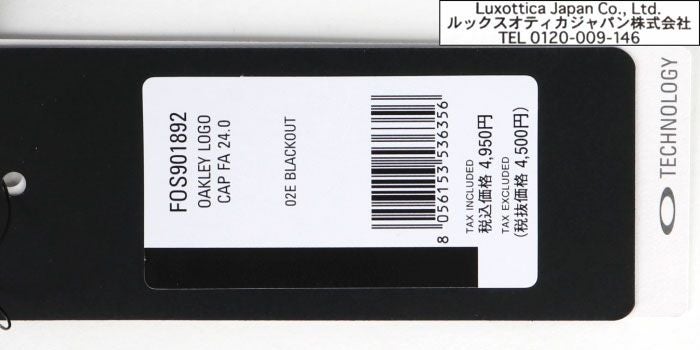 Luxottica Japan Co., Ltd.
ルックスオティカジャパン株式会社
TEL 0120-009-146
FOS901892
OAKLEY LOGO
CAP FA 24.0
02E BLACKOUT
8 056153 536356
TAX INCLUDED
税込価格 4,950円
TAX EXCLUDED
(税抜価格 4,500円)
TECHNOLOGY